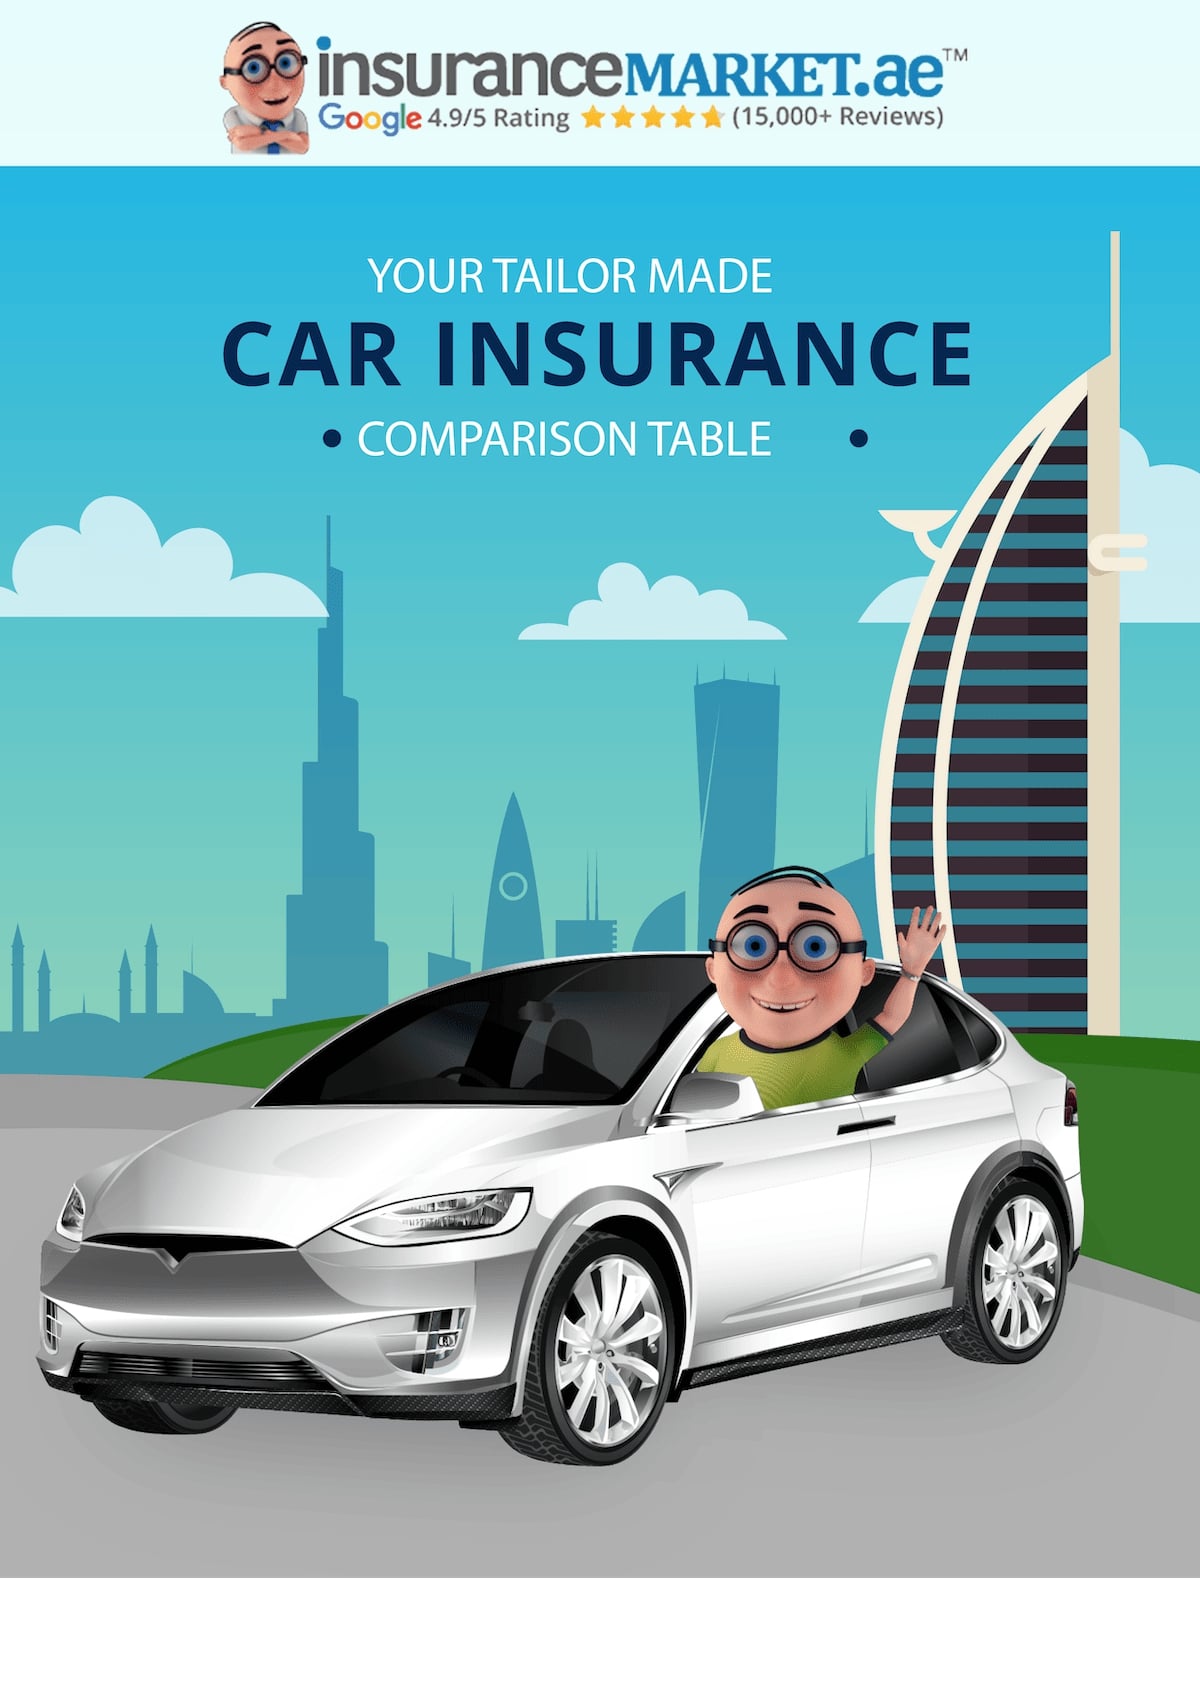 insuranceMARKET.ae™
Google 4.9/5 Rating (15,000+ Reviews)
YOUR TAILOR MADE
CAR INSURANCE
• COMPARISON TABLE •